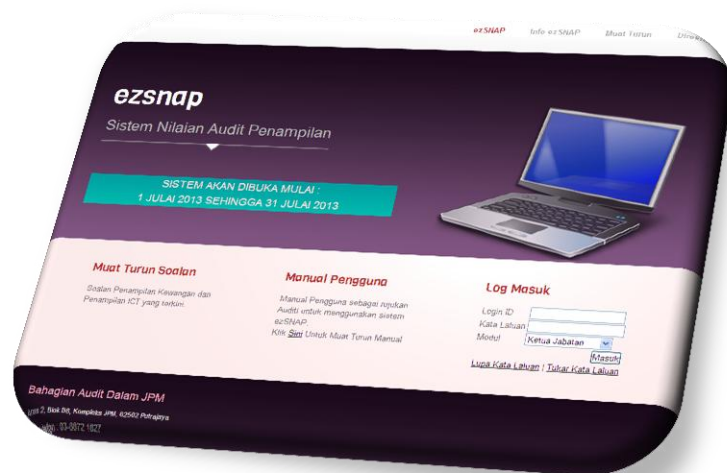 ezSNAP Info ezSNAP Muat Turun
ezsnap
Sistem Nilaian Audit Penampilan
SISTEM AKAN DIBUKA MULAI :
1 JULAI 2013 SEHINGGA 31 JULAI 2013
Muat Turun Soalan
Soalan Penampilan Kewangan dan
Penampilan ICT yang terkini.
Manual Pengguna
Manual Pengguna sebagai rujukan
Auditi untuk menggunakan sistem
ezSNAP.
Klik Sini Untuk Muat Turun Manual
Log Masuk
Login ID
Kata Laluan
Modul Ketua Jabatan
Masuk
Lupa Kata Laluan | Tukar Kata Laluan
Bahagian Audit Dalam JPM
2, Blok D8, Kompleks JPM, 62502 Putrajaya